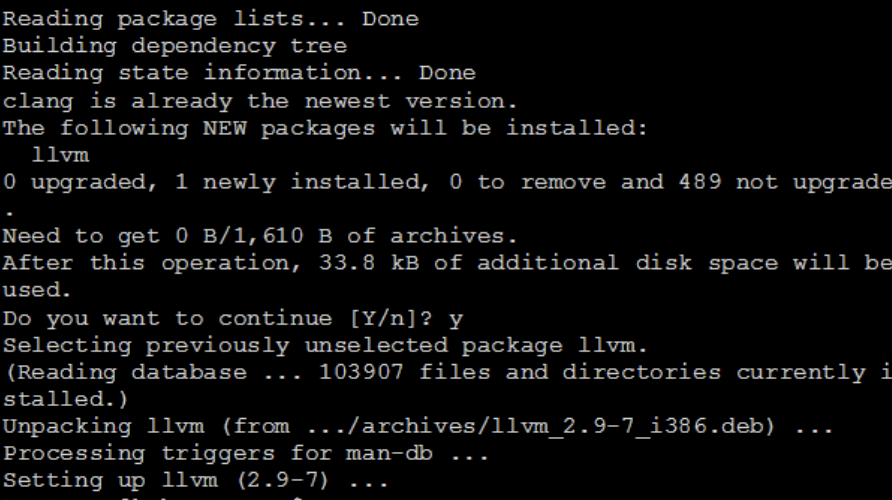 Reading package lists... Done
Building dependency tree
Reading state information... Done
clang is already the newest version.
The following NEW packages will be installed:
  llvm
0 upgraded, 1 newly installed, 0 to remove and 489 not upgrade
.
Need to get 0 B/1,610 B of archives.
After this operation, 33.8 kB of additional disk space will be
used.
Do you want to continue [Y/n]? y
Selecting previously unselected package llvm.
(Reading database ... 103907 files and directories currently i
stalled.)
Unpacking llvm (from .../archives/llvm_2.9-7_i386.deb) ...
Processing triggers for man-db ...
Setting up llvm (2.9-7) ...